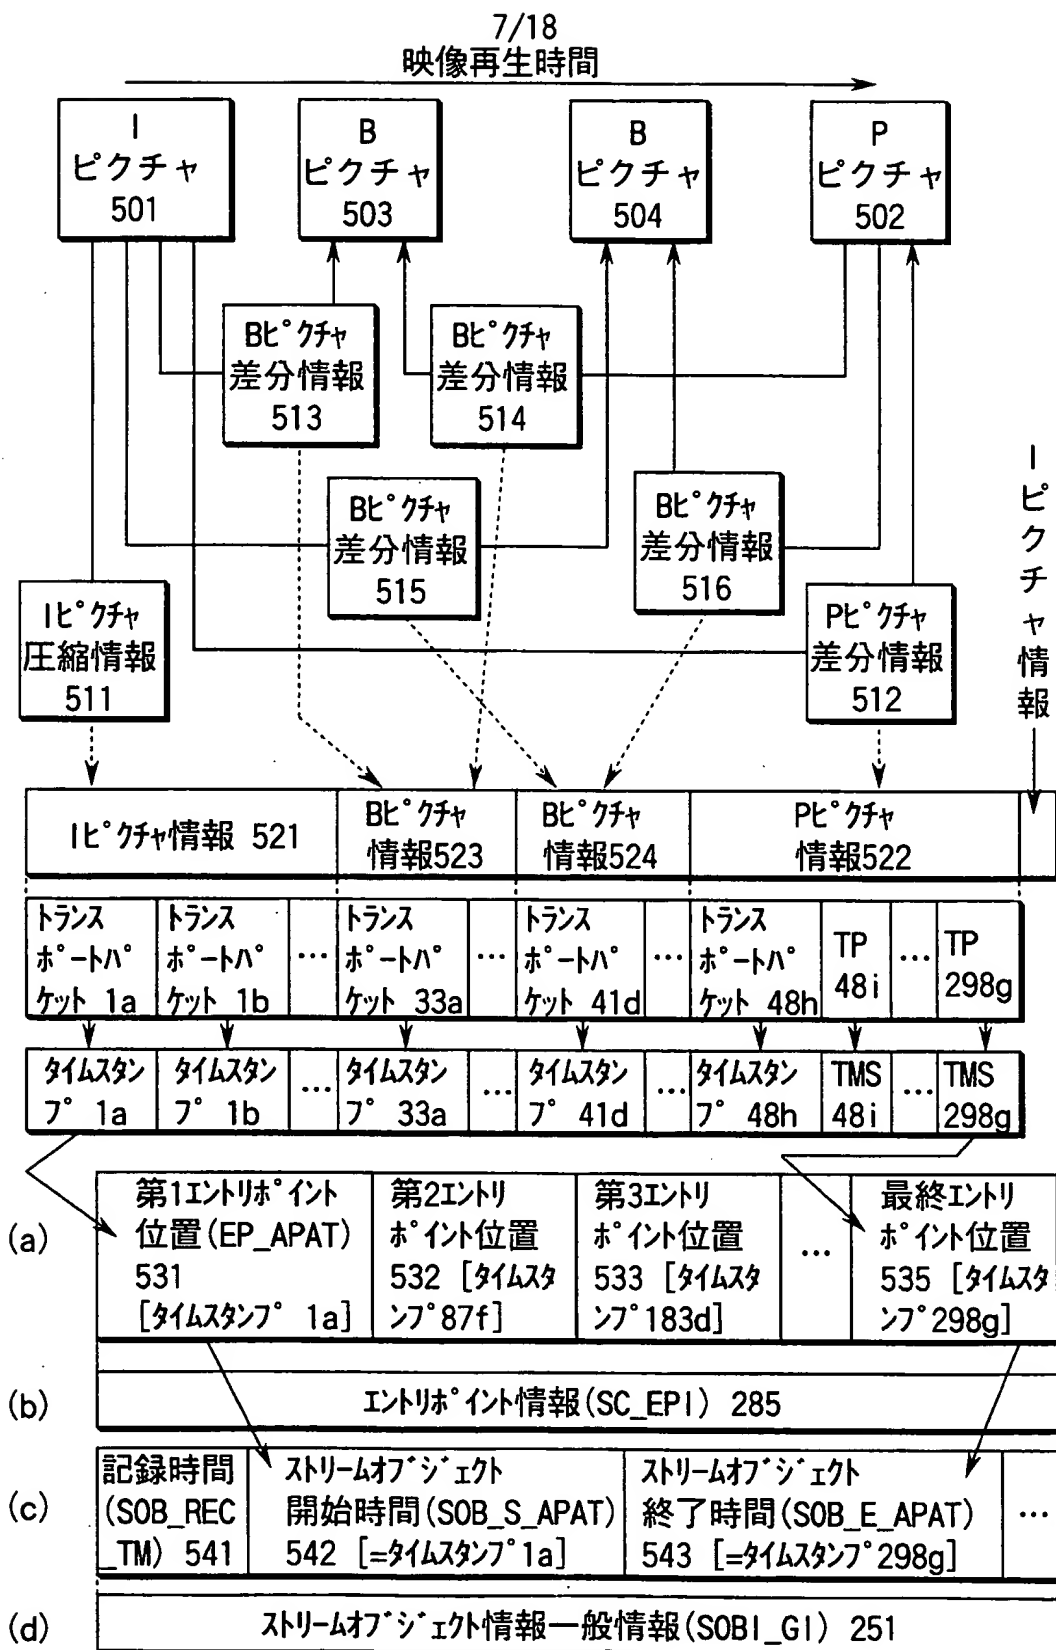 7/18
映像再生時間
I
ピクチャ
501
B
ピクチャ
503
B
ピクチャ
504
P
ピクチャ
502
Bピクチャ
差分情報
513
Bピクチャ
差分情報
514
Bピクチャ
差分情報
515
Bピクチャ
差分情報
516
Iピクチャ
圧縮情報
511
Pピクチャ
差分情報
512
Iピクチャ情報
Iピクチャ情報 521
Bピクチャ
情報523
Bピクチャ
情報524
Pピクチャ
情報522
トランス
ポートパ
ケット 1a
トランス
ポートパ
ケット 1b
…
トランス
ポートパ
ケット 33a
…
トランス
ポートパ
ケット 41d
…
トランス
ポートパ
ケット 48h
TP
48i
…
TP
298g
タイムスタン
プ 1a
タイムスタン
プ 1b
…
タイムスタン
プ 33a
…
タイムスタン
プ 41d
…
タイムスタン
プ 48h
TMS
48i
…
TMS
298g
(a)
第1エントリポイント
位置(EP_APAT)
531
[タイムスタンプ 1a]
第2エントリ
ポイント位置
532 [タイムスタ
ンプ87f]
第3エントリ
ポイント位置
533 [タイムスタ
ンプ183d]
…
最終エントリ
ポイント位置
535 [タイムスタ
ンプ298g]
(b)
エントリポイント情報(SC_EPI) 285
(c)
記録時間
(SOB_REC
_TM) 541
ストリームオブジェクト
開始時間(SOB_S_APAT)
542 [=タイムスタンプ1a]
ストリームオブジェクト
終了時間(SOB_E_APAT)
543 [=タイムスタンプ298g]
…
(d)
ストリームオブジェクト情報一般情報(SOBI_GI) 251